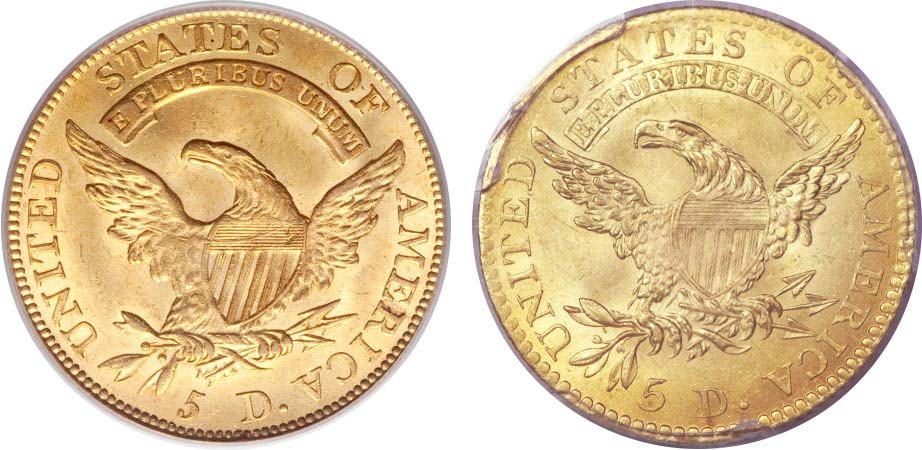 UNITED STATES OF AMERICA
E PLURIBUS UNUM
5 D.
UNITED STATES OF AMERICA
E PLURIBUS UNUM
5 D.